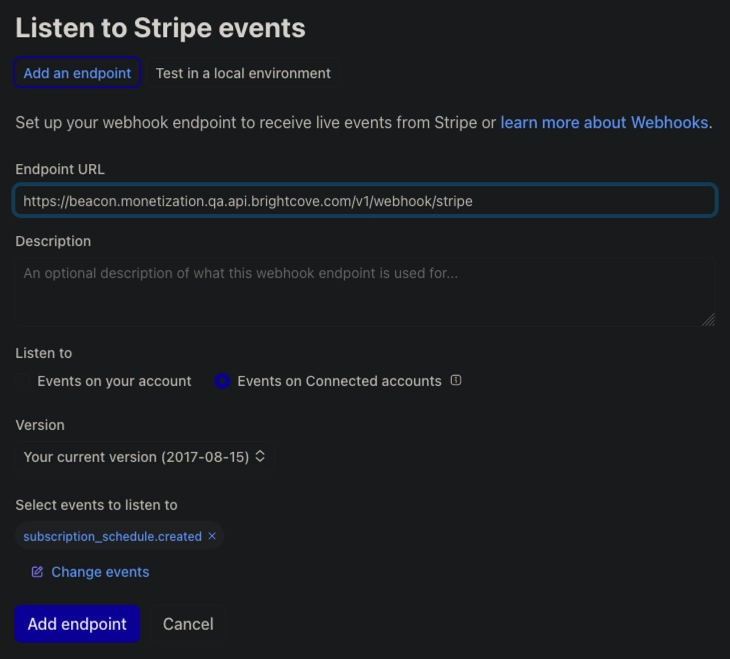 Listen to Stripe events
Add an endpoint Test in a local environment
Set up your webhook endpoint to receive live events from Stripe or learn more about Webhooks.
Endpoint URL
https://beacon.monetization.qa.api.brightcove.com/v1/webhook/stripe
Description
An optional description of what this webhook endpoint is used for...
Listen to
Events on your account Events on Connected accounts
Version
Your current version (2017-08-15)
Select events to listen to
subscription_schedule.created ×
Change events
Add endpoint Cancel